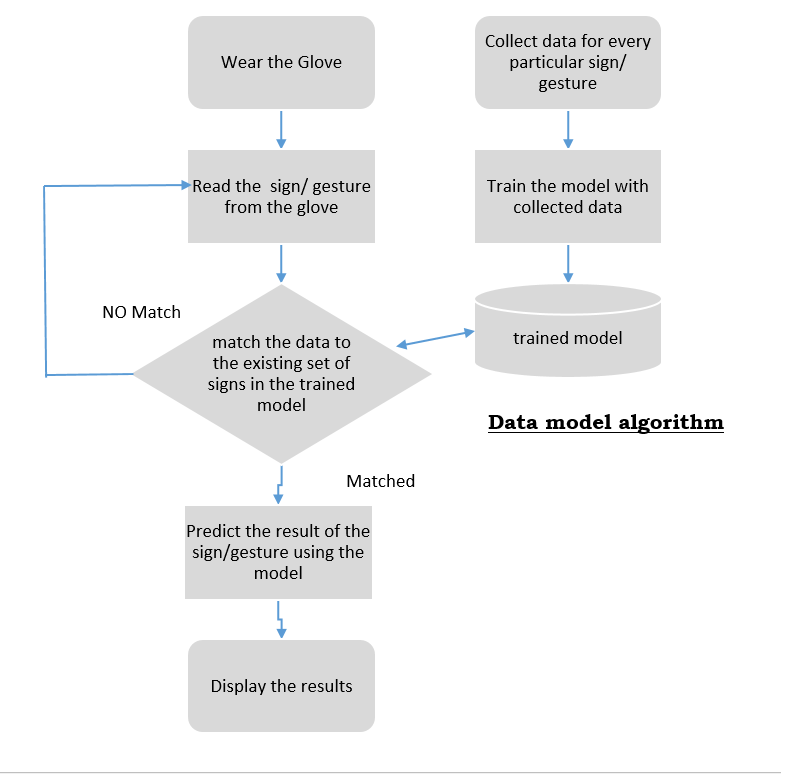 Wear the Glove
Collect data for every
particular sign/
gesture
Read the  sign/ gesture
from the glove
Train the model with
collected data
NO Match
match the data to
the existing set of
signs in the trained
model
trained model
Data model algorithm
Matched
Predict the result of the
sign/gesture using the
model
Display the results